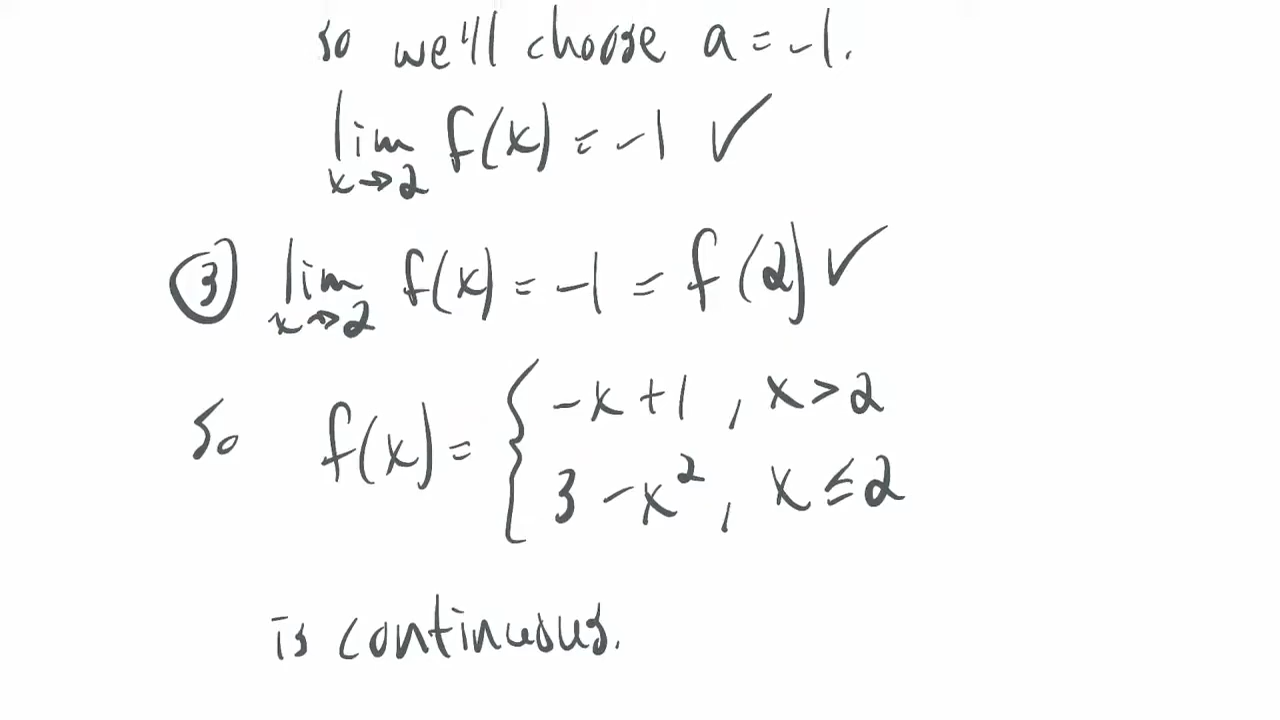 so we'll choose a = -1.
lim x→2 f(x) = -1 ✓
③ lim x→2 f(x) = -1 = f(2) ✓
so f(x) = { -x + 1 , x > 2
3 - x² , x ≤ 2
is continuous.